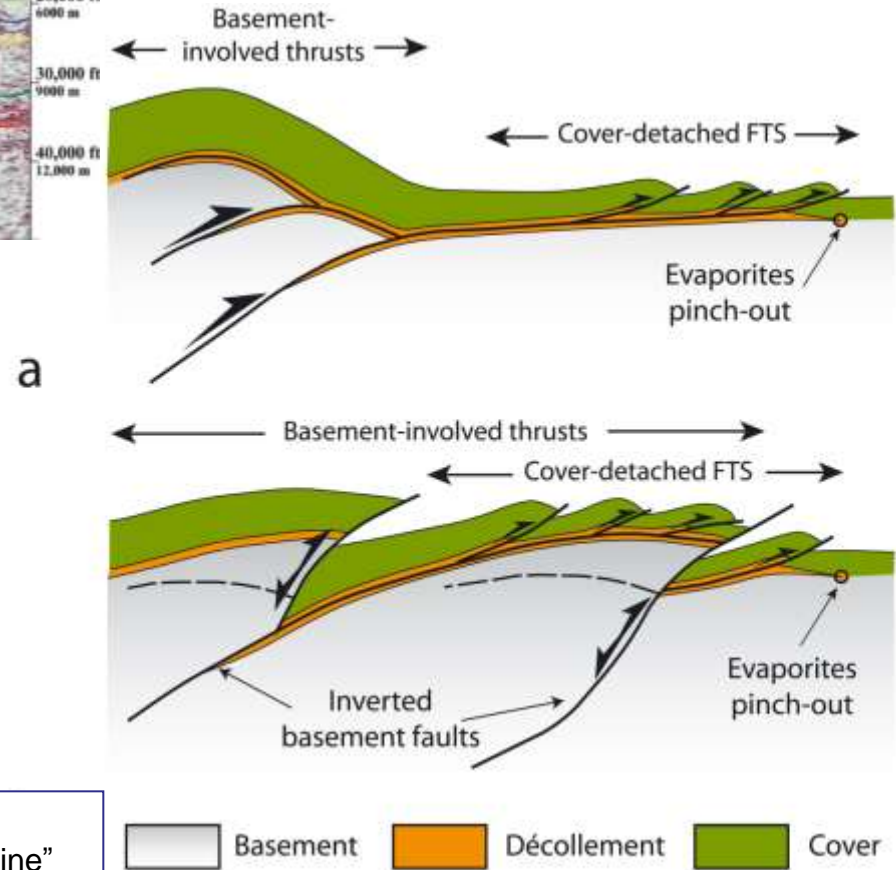 6000 m
30,000 ft
9000 m
40,000 ft
12,000 m
Basement-
involved thrusts
Cover-detached FTS
Evaporites
pinch-out
a
Basement-involved thrusts
Cover-detached FTS
Inverted
basement faults
Evaporites
pinch-out
ine”
Basement
Décollement
Cover